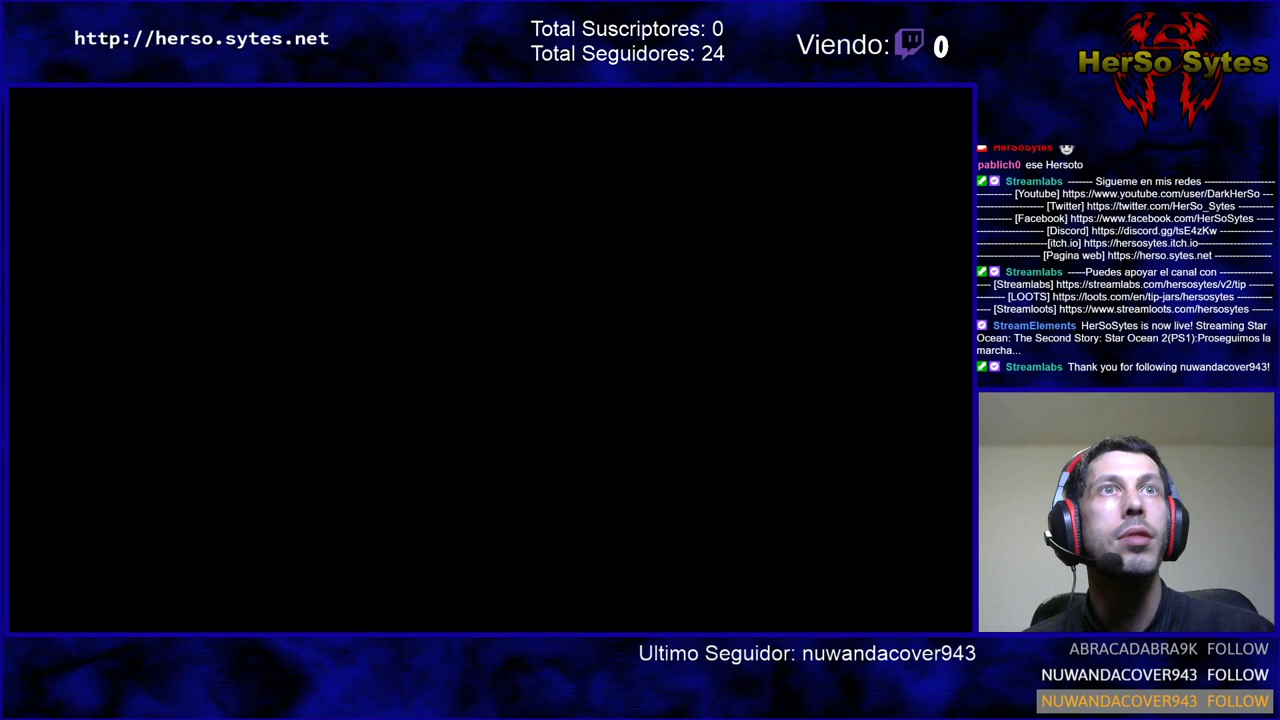 http://herso.sytes.net
Total Suscriptores: 0
Total Seguidores: 24
Viendo: 0
HerSo Sytes
HerSoSytes
pablich0 ese Hersoto
Streamlabs ------- Sigueme en mis redes --------------------
---------- [Youtube] https://www.youtube.com/user/DarkHerSo ---
------------------- [Twitter] https://twitter.com/HerSo_Sytes ----------
---------- [Facebook] https://www.facebook.com/HerSoSytes -----
-------------------- [Discord] https://discord.gg/tsE4zKw ---------------
--------------------[itch.io] https://hersosytes.itch.io---------------------
------------------ [Pagina web] https://herso.sytes.net ----------------
Streamlabs -----Puedes apoyar el canal con ---------------
---- [Streamlabs] https://streamlabs.com/hersosytes/v2/tip -------
-------- [LOOTS] https://loots.com/en/tip-jars/hersosytes ----------
---- [Streamloots] https://www.streamloots.com/hersosytes ------
StreamElements HerSoSytes is now live! Streaming Star
Ocean: The Second Story: Star Ocean 2(PS1):Proseguimos la
marcha...
Streamlabs Thank you for following nuwandacover943!
Ultimo Seguidor: nuwandacover943
ABRACADABRA9K FOLLOW
NUWANDACOVER943 FOLLOW
NUWANDACOVER943 FOLLOW